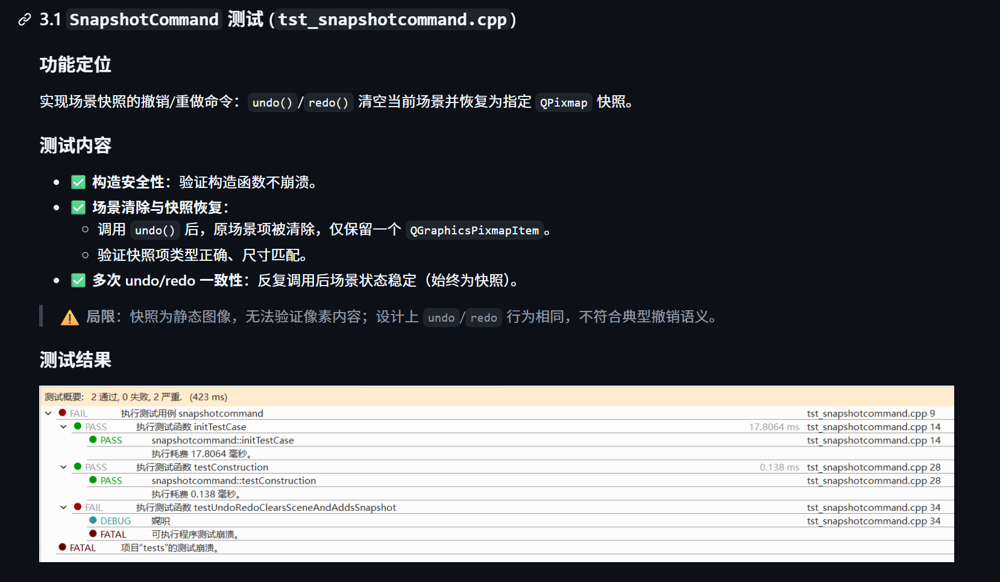 3.1 SnapshotCommand 测试 (tst_snapshotcommand.cpp)
功能定位
实现场景快照的撤销/重做命令：undo()/redo() 清空当前场景并恢复为指定 QPixmap 快照。
测试内容
✅ 构造安全性：验证构造函数不崩溃。
✅ 场景清除与快照恢复：
调用 undo() 后，原场景项被清除，仅保留一个 QGraphicsPixmapItem。
验证快照项类型正确、尺寸匹配。
✅ 多次 undo/redo 一致性：反复调用后场景状态稳定（始终为快照）。
⚠️ 局限：快照为静态图像，无法验证像素内容；设计上 undo/redo 行为相同，不符合典型撤销语义。
测试结果
测试概要: 2 通过, 0 失败, 2 严重. (423 ms)
FAIL 执行测试用例 snapshotcommand tst_snapshotcommand.cpp 9
PASS 执行测试函数 initTestCase 17.8064 ms tst_snapshotcommand.cpp 14
PASS snapshotcommand::initTestCase tst_snapshotcommand.cpp 14
执行耗费 17.8064 毫秒。
PASS 执行测试函数 testConstruction 0.138 ms tst_snapshotcommand.cpp 28
PASS snapshotcommand::testConstruction tst_snapshotcommand.cpp 28
执行耗费 0.138 毫秒。
FAIL 执行测试函数 testUndoRedoClearsSceneAndAddsSnapshot tst_snapshotcommand.cpp 34
DEBUG 娓呮 tst_snapshotcommand.cpp 34
FATAL 可执行程序测试崩溃。
FATAL 项目“tests”的测试崩溃。